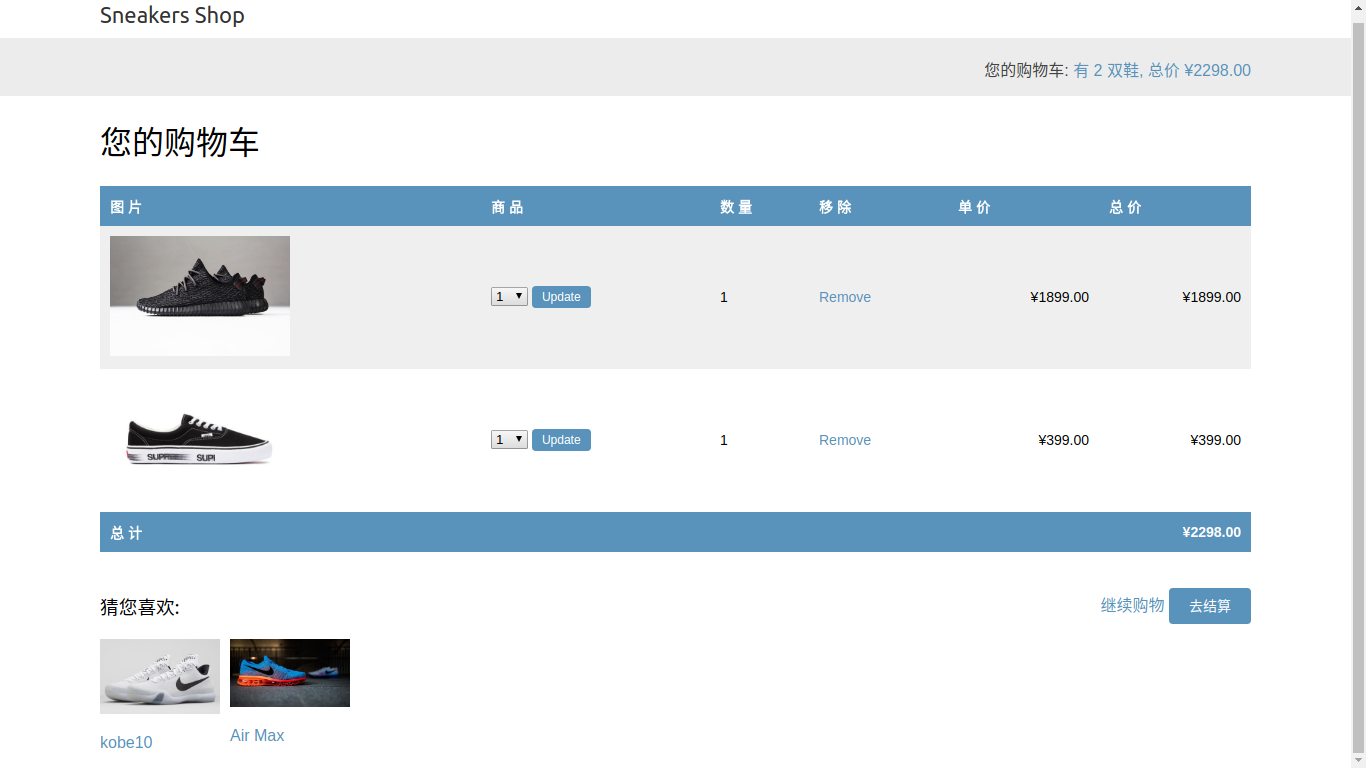 Sneakers Shop
您的购物车: 有 2 双鞋, 总价 ¥2298.00
您的购物车
图片 商品 数量 移除 单价 总价
1 Update 1 Remove ¥1899.00 ¥1899.00
1 Update 1 Remove ¥399.00 ¥399.00
总计 ¥2298.00
猜您喜欢: 继续购物 去结算
kobe10 Air Max